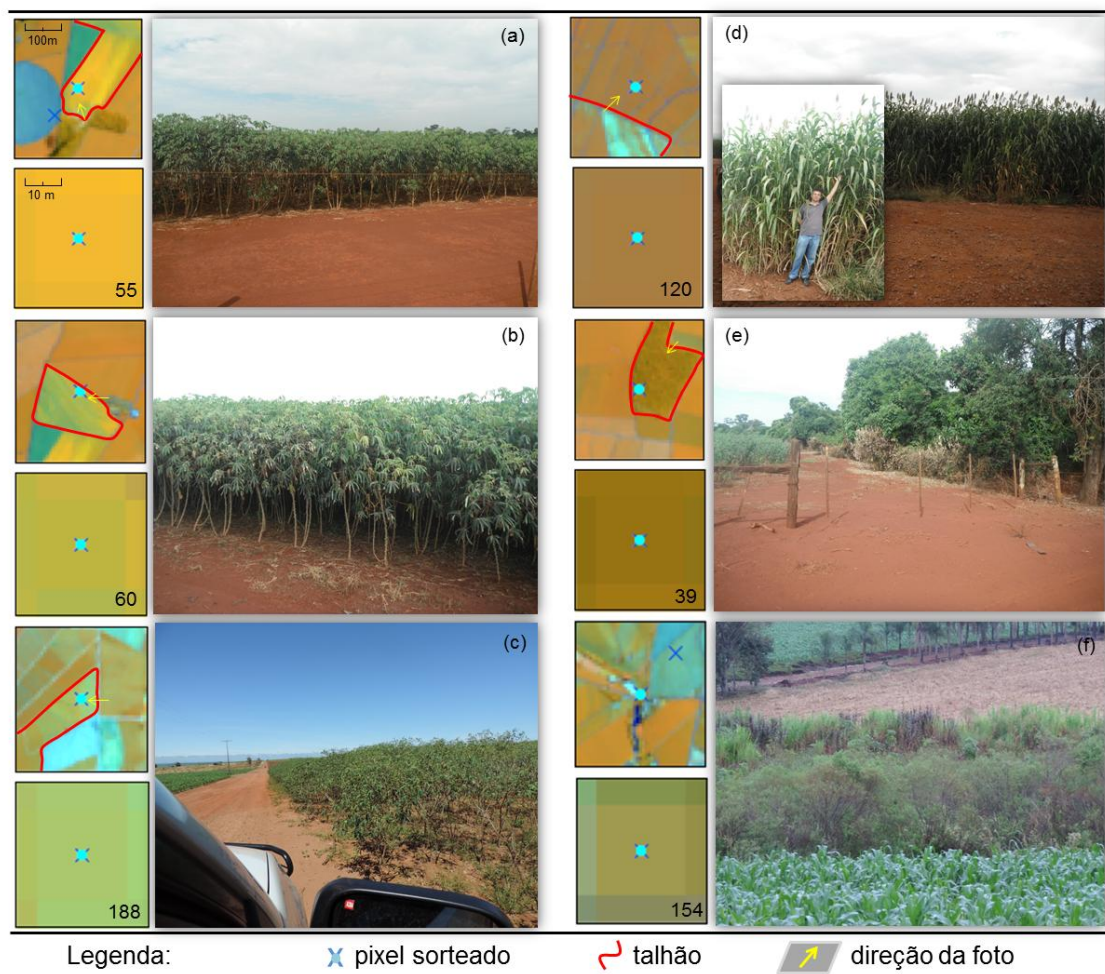 100m
(a)
(d)
10 m
55
120
(b)
(e)
60
39
(c)
(f)
188
154
Legenda:
pixel sorteado
talhão
direção da foto